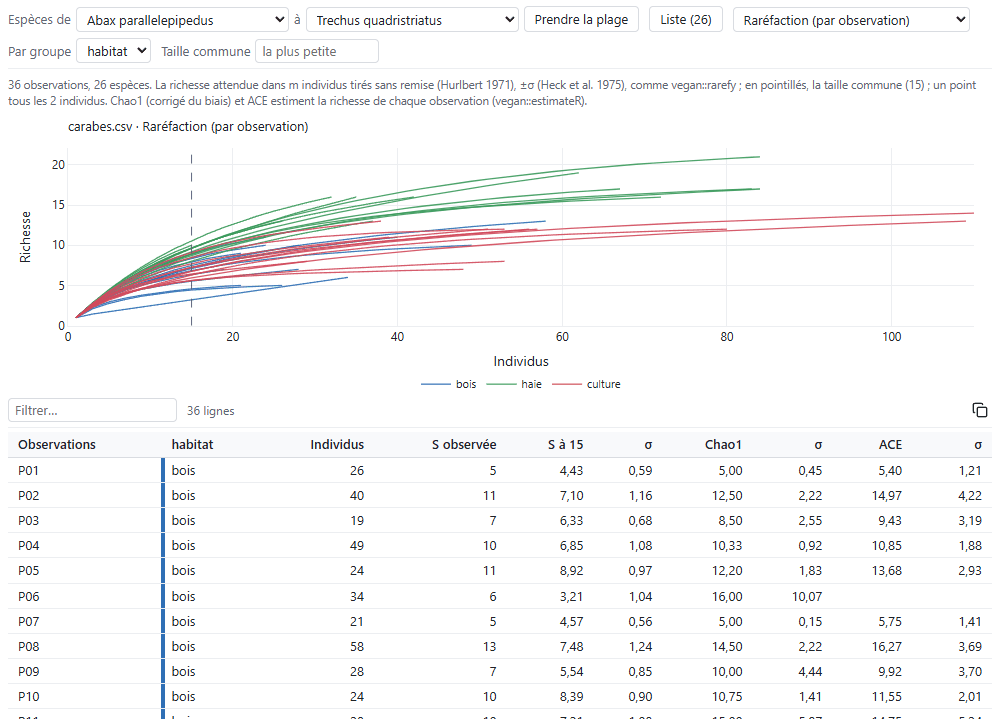 Espèces de Abax parallelepipedus à Trechus quadristriatus Prendre la plage Liste (26) Raréfaction (par observation)
Par groupe habitat Taille commune la plus petite
36 observations, 26 espèces. La richesse attendue dans m individus tirés sans remise (Hurlbert 1971), ±σ (Heck et al. 1975), comme vegan::rarefy ; en pointillés, la taille commune (15) ; un point
tous les 2 individus. Chao1 (corrigé du biais) et ACE estiment la richesse de chaque observation (vegan::estimateR).
carabes.csv · Raréfaction (par observation)
Richesse
20
15
10
5
0
0 20 40 60 80 100
Individus
bois haie culture
Filtrer... 36 lignes
Observations habitat Individus S observée S à 15 σ Chao1 σ ACE σ
P01 bois 26 5 4,43 0,59 5,00 0,45 5,40 1,21
P02 bois 40 11 7,10 1,16 12,50 2,22 14,97 4,22
P03 bois 19 7 6,33 0,68 8,50 2,55 9,43 3,19
P04 bois 49 10 6,85 1,08 10,33 0,92 10,85 1,88
P05 bois 24 11 8,92 0,97 12,20 1,83 13,68 2,93
P06 bois 34 6 3,21 1,04 16,00 10,07
P07 bois 21 5 4,57 0,56 5,00 0,15 5,75 1,41
P08 bois 58 13 7,48 1,24 14,50 2,22 16,27 3,69
P09 bois 28 7 5,54 0,85 10,00 4,44 9,92 3,70
P10 bois 24 10 8,39 0,90 10,75 1,41 11,55 2,01